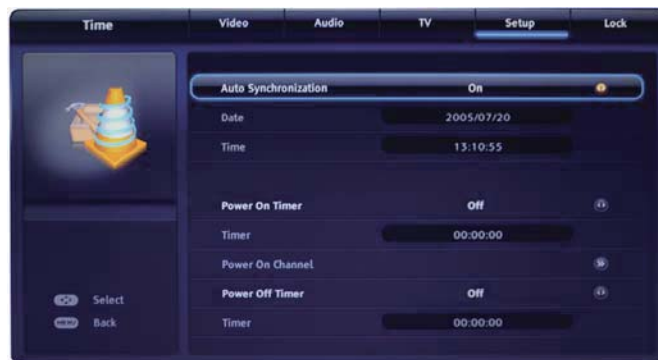 Time Video Audio TV Setup Lock
Auto Synchronization On
Date 2005/07/20
Time 13:10:55
Power On Timer Off
Timer 00:00:00
Power On Channel
Power Off Timer Off
Timer 00:00:00
OK Select
MENU Back